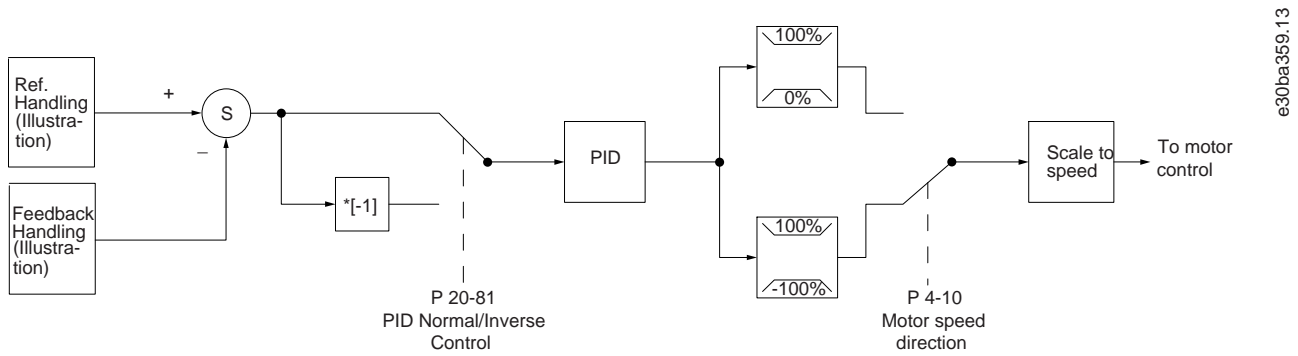 e30ba359.13
Ref.
Handling
(Illustra-
tion)
+
S
–
Feedback
Handling
(Illustra-
tion)
*[-1]
P 20-81
PID Normal/Inverse
Control
PID
100%
0%
100%
-100%
P 4-10
Motor speed
direction
Scale to
speed
To motor
control